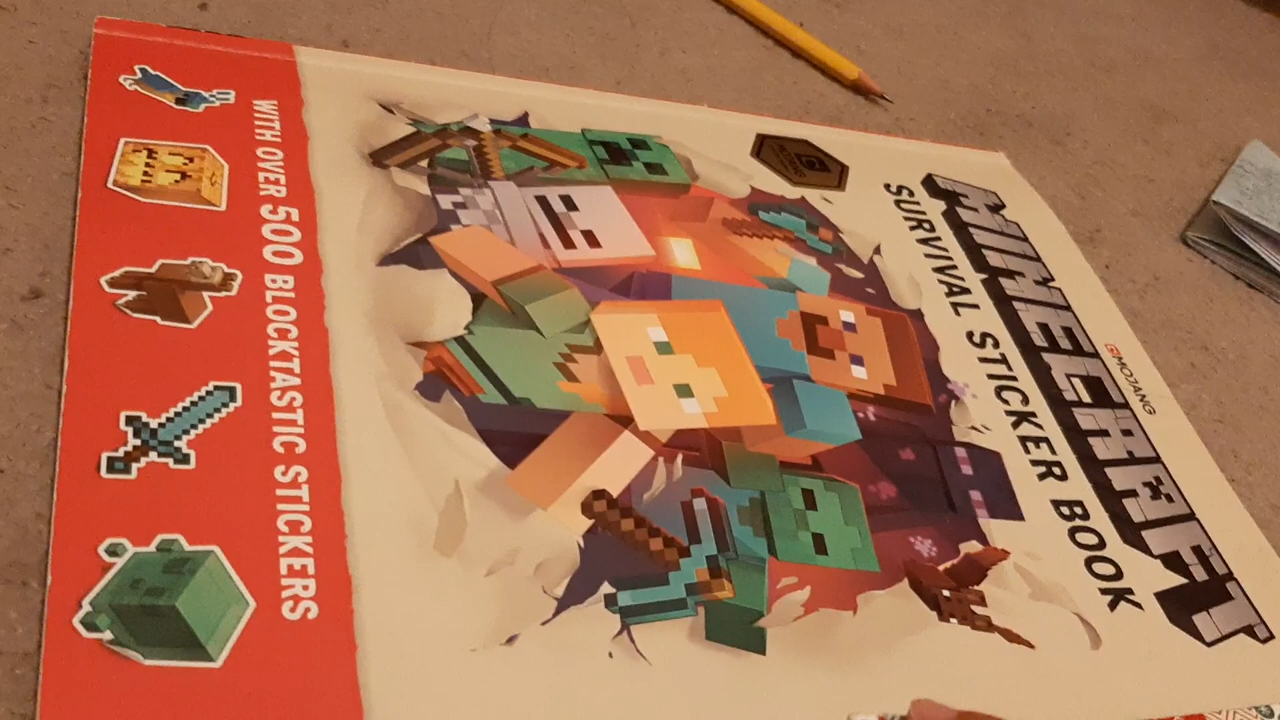 MOJANG
MINECRAFT
SURVIVAL STICKER BOOK
WITH OVER 500 BLOCKTASTIC STICKERS